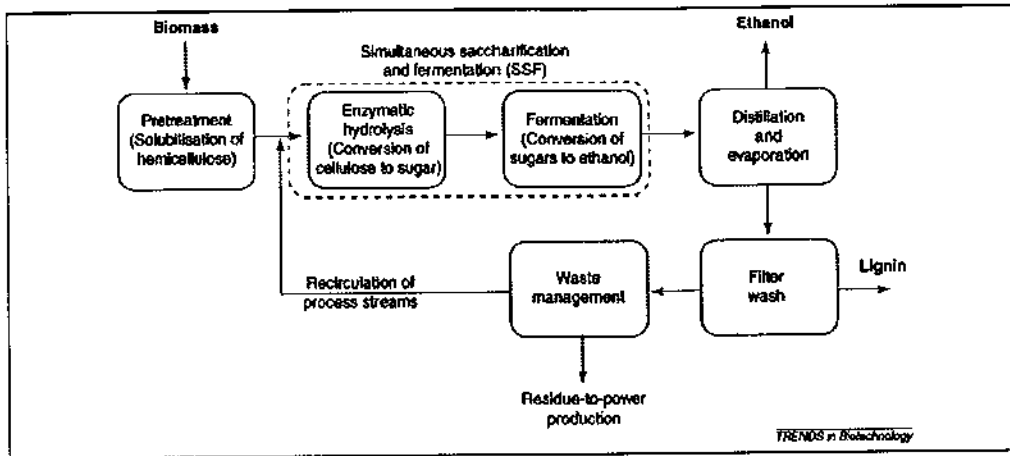 Biomass
Ethanol
Simultaneous saccharification
and fermentation (SSF)
Pretreatment
(Solubilisation of
hemicellulose)
Enzymatic
hydrolysis
(Conversion of
cellulose to sugar)
Fermentation
(Conversion of
sugars to ethanol)
Distillation
and
evaporation
Recirculation of
process streams
Waste
management
Filter
wash
Lignin
Residue-to-power
production
TRENDS in Biotechnology